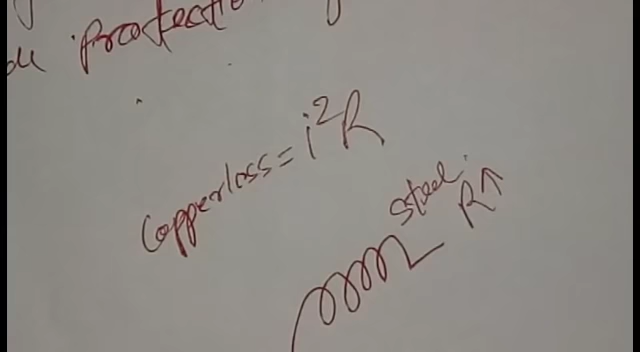 Protection
Copperloss = i²R
Steel.
R↑